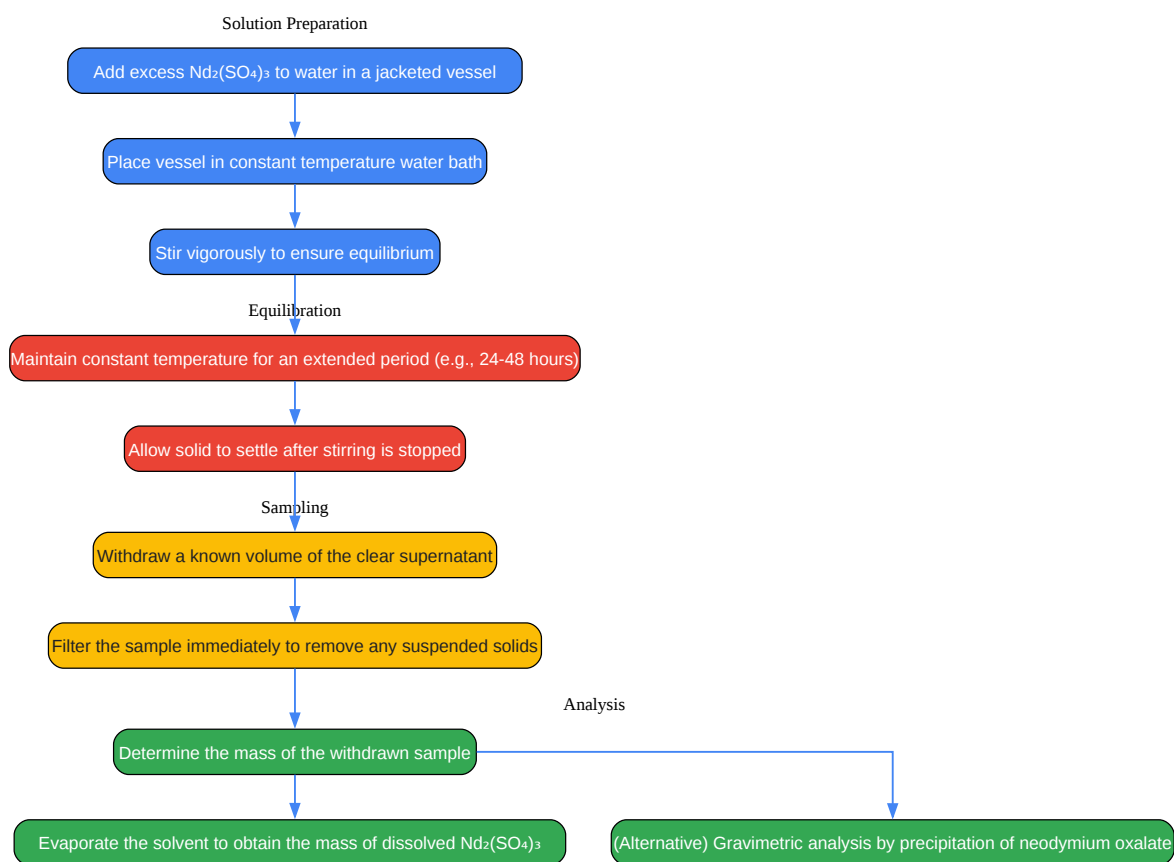 Solution Preparation
Add excess Nd₂(SO₄)₃ to water in a jacketed vessel
Place vessel in constant temperature water bath
Stir vigorously to ensure equilibrium
Equilibration
Maintain constant temperature for an extended period (e.g., 24-48 hours)
Allow solid to settle after stirring is stopped
Sampling
Withdraw a known volume of the clear supernatant
Filter the sample immediately to remove any suspended solids
Analysis
Determine the mass of the withdrawn sample
Evaporate the solvent to obtain the mass of dissolved Nd₂(SO₄)₃
(Alternative) Gravimetric analysis by precipitation of neodymium oxalate